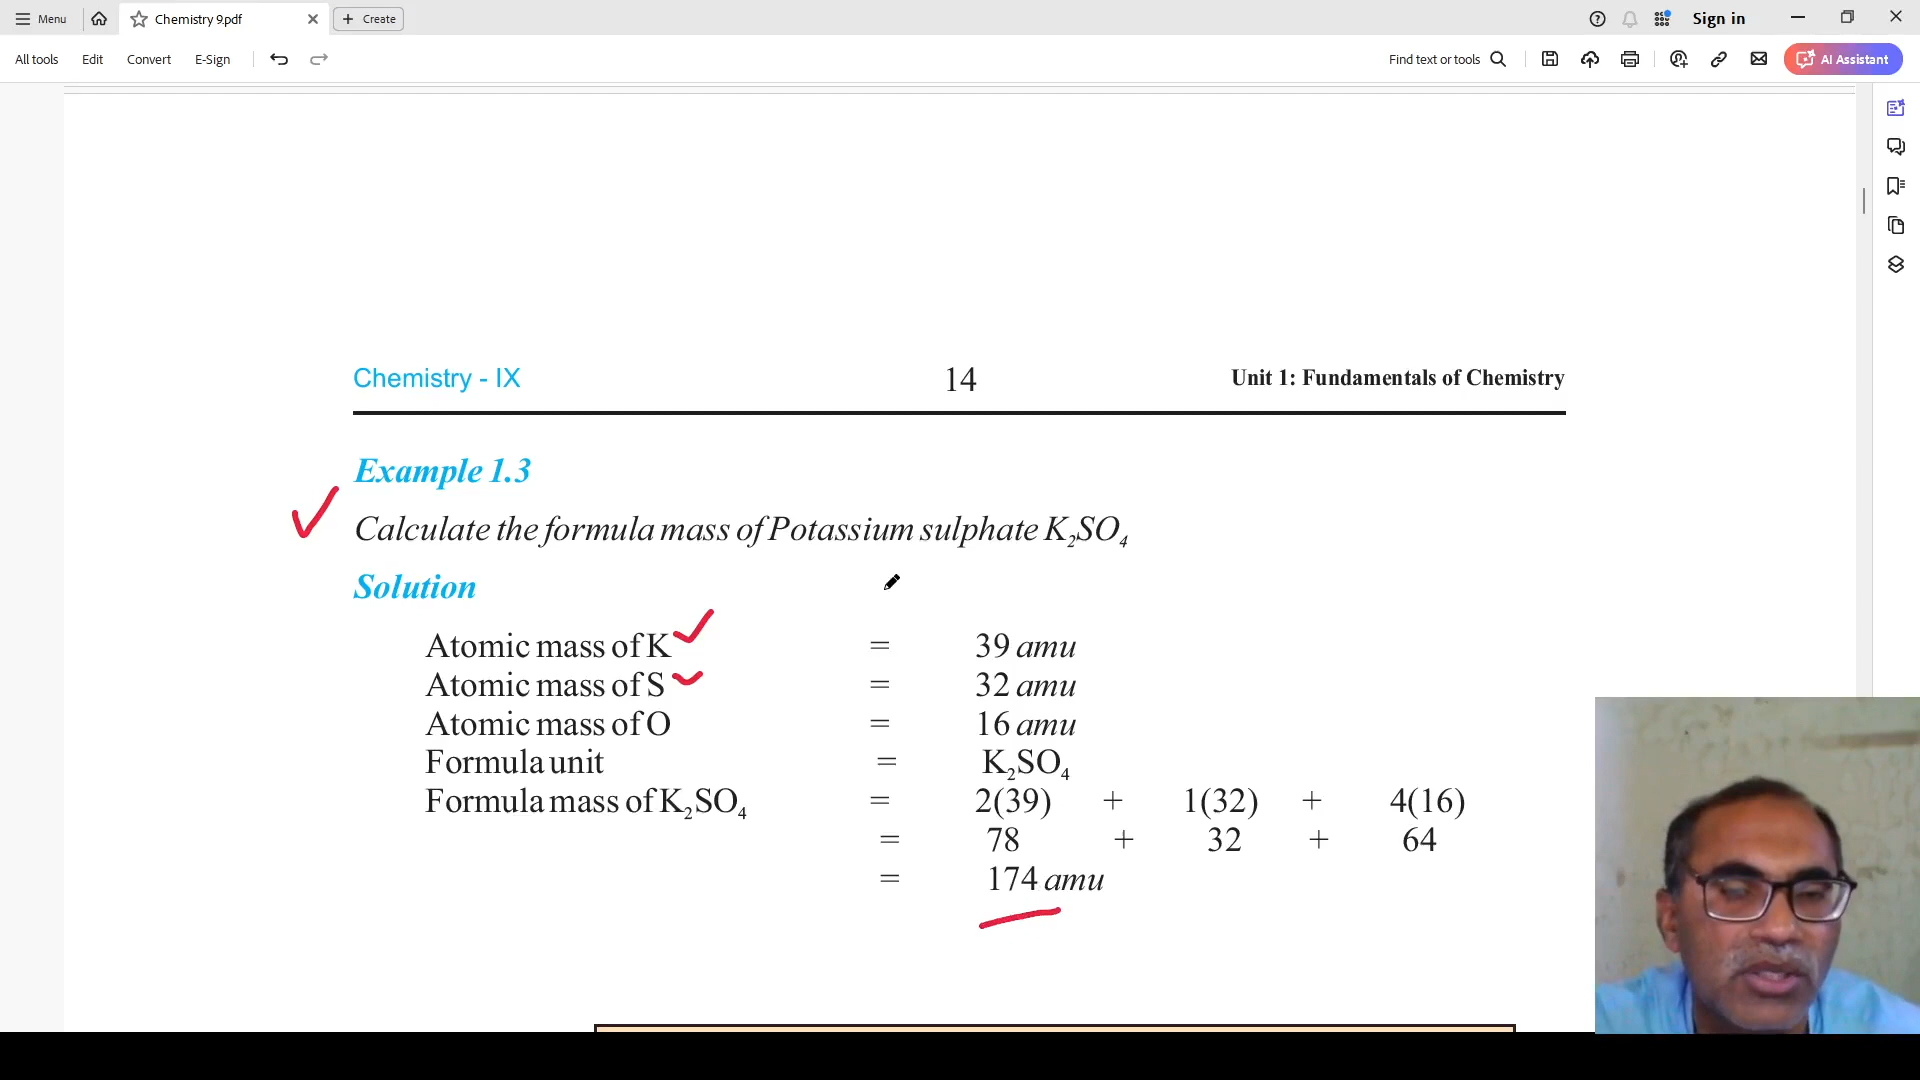 Menu
Chemistry 9.pdf
Create
Sign in
All tools
Edit
Convert
E-Sign
Find text or tools
AI Assistant
Chemistry - IX 14 Unit 1: Fundamentals of Chemistry
Example 1.3
Calculate the formula mass of Potassium sulphate K₂SO₄
Solution
Atomic mass of K = 39 amu
Atomic mass of S = 32 amu
Atomic mass of O = 16 amu
Formula unit = K₂SO₄
Formula mass of K₂SO₄ = 2(39) + 1(32) + 4(16)
= 78 + 32 + 64
= 174 amu